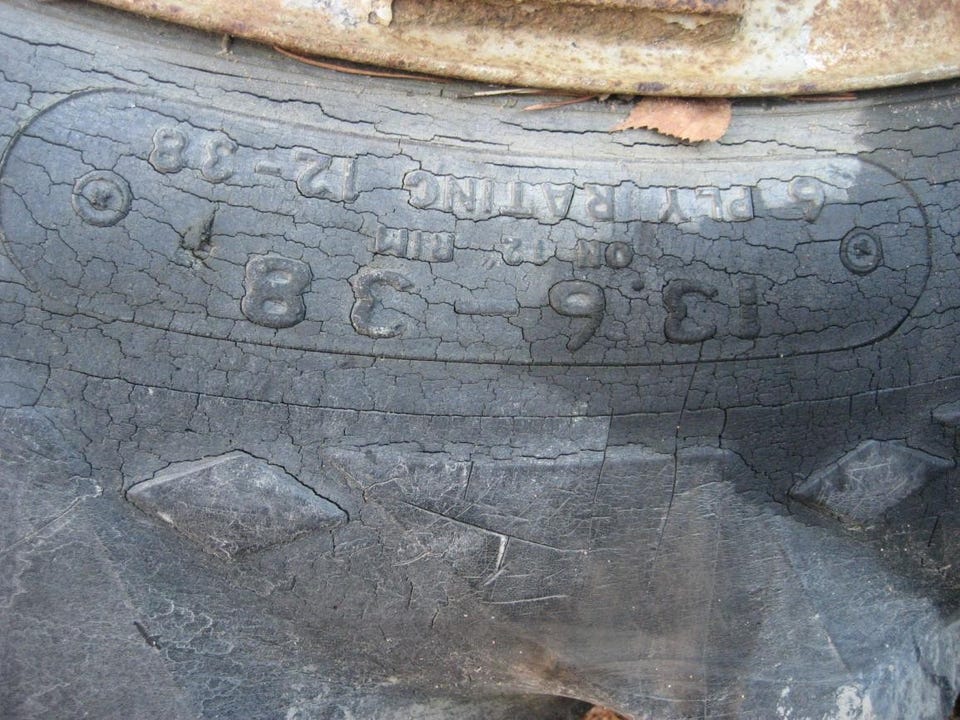 13.6-38
ON 12" RIM
6 PLY RATING 12-38